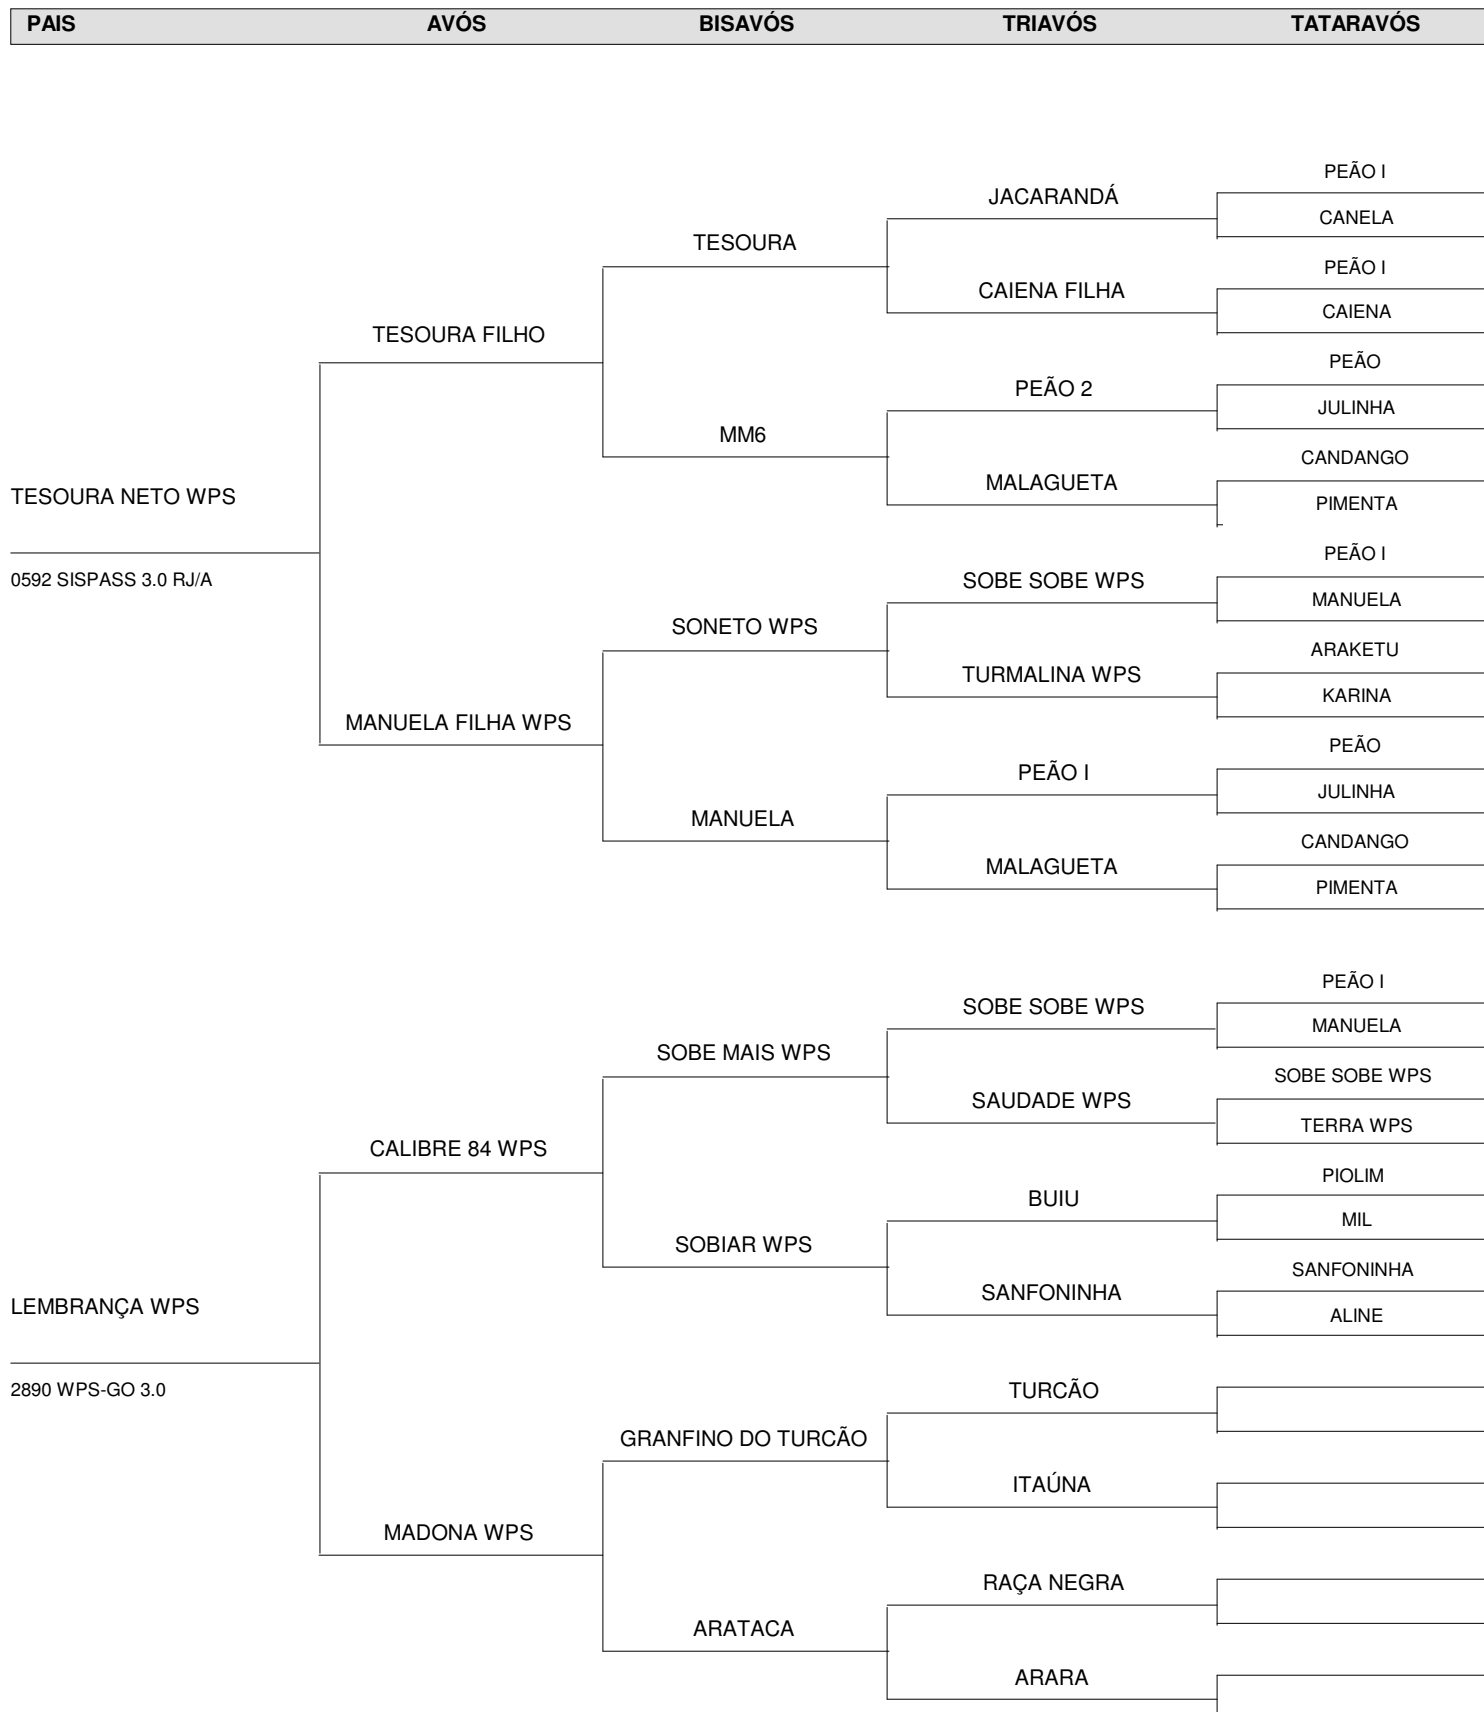 PAIS AVÓS BISAVÓS TRIAVÓS TATARAVÓS
PEÃO I
JACARANDÁ
CANELA
TESOURA
PEÃO I
CAIENA FILHA
CAIENA
TESOURA FILHO
PEÃO
PEÃO 2
JULINHA
MM6
CANDANGO
MALAGUETA
TESOURA NETO WPS
PIMENTA
PEÃO I
0592 SISPASS 3.0 RJ/A
SOBE SOBE WPS
MANUELA
SONETO WPS
ARAKETU
TURMALINA WPS
KARINA
MANUELA FILHA WPS
PEÃO
PEÃO I
JULINHA
MANUELA
CANDANGO
MALAGUETA
PIMENTA
PEÃO I
SOBE SOBE WPS
MANUELA
SOBE MAIS WPS
SOBE SOBE WPS
SAUDADE WPS
TERRA WPS
CALIBRE 84 WPS
PIOLIM
BUIU
MIL
SOBIAR WPS
SANFONINHA
SANFONINHA
LEMBRANÇA WPS
ALINE
2890 WPS-GO 3.0
TURCÃO
GRANFINO DO TURCÃO
ITAÚNA
MADONA WPS
RAÇA NEGRA
ARATACA
ARARA